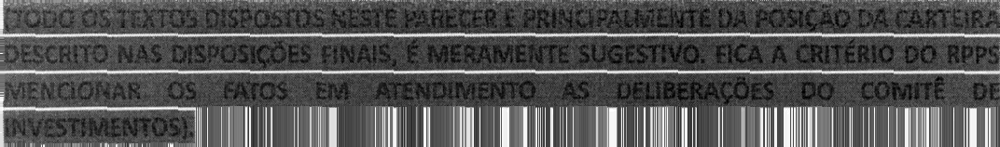 (TODO OS TEXTOS DISPOSTOS NESTE PARECER E PRINCIPALMENTE DA POSIÇÃO DA CARTEIRA
DESCRITO NAS DISPOSIÇÕES FINAIS, É MERAMENTE SUGESTIVO. FICA A CRITÉRIO DO RPPS
MENCIONAR OS FATOS EM ATENDIMENTO AS DELIBERAÇÕES DO COMITÊ DE
INVESTIMENTOS).